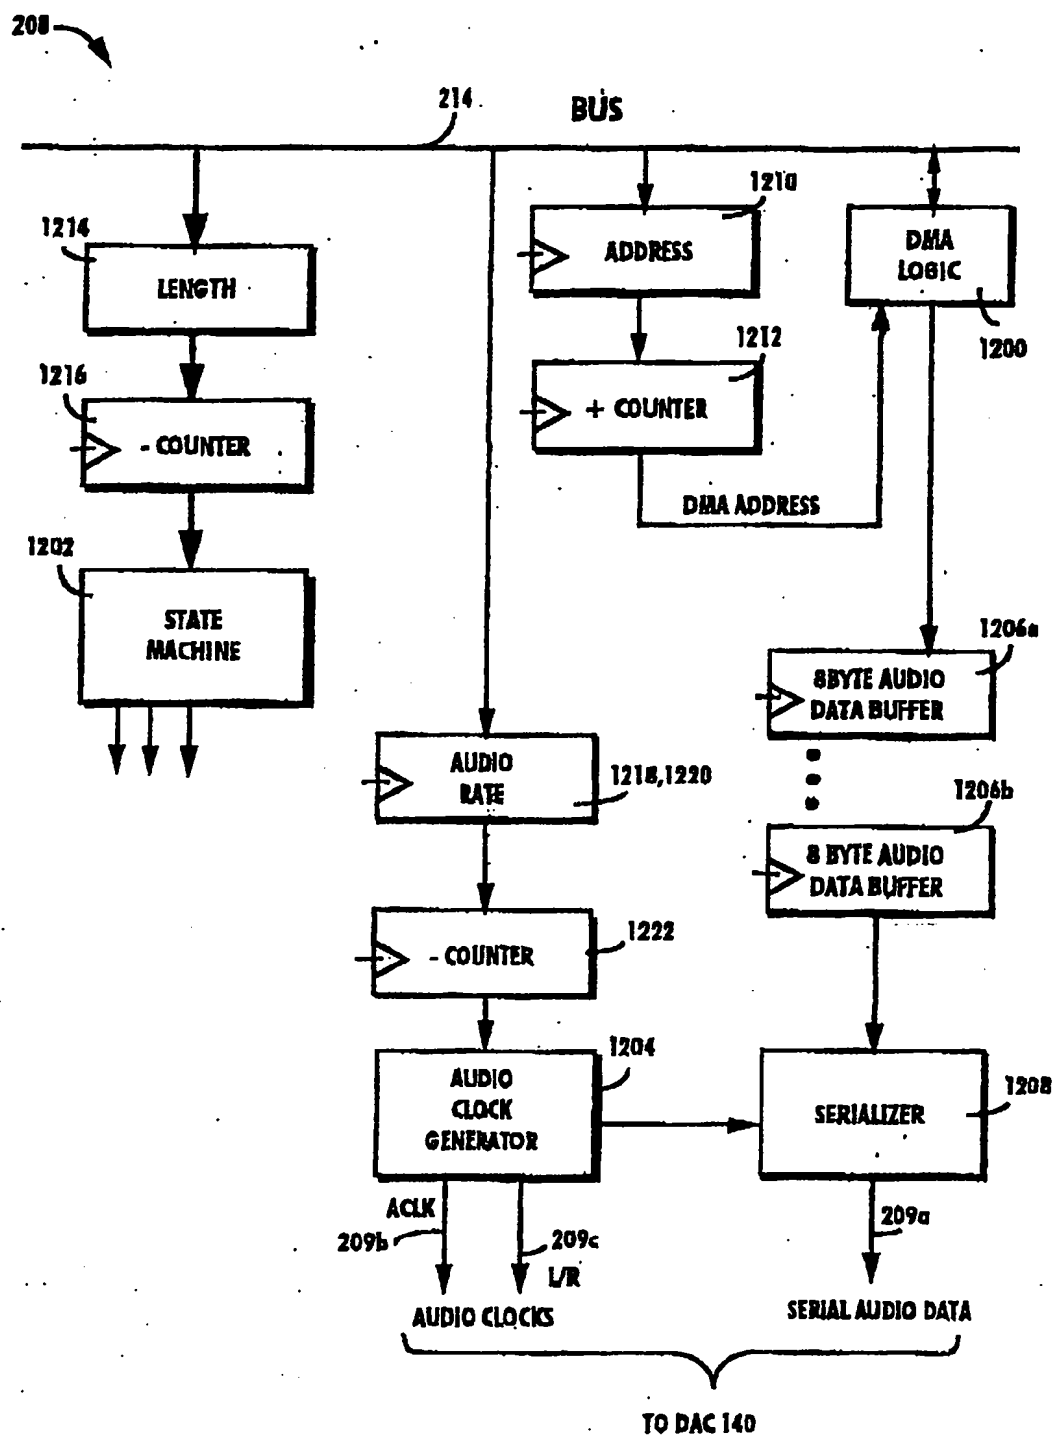 208
214
BUS
1210
1214
ADDRESS
DMA
LOGIC
LENGTH
1200
1212
1216
+ COUNTER
- COUNTER
DMA ADDRESS
1202
STATE
MACHINE
1206a
8BYTE AUDIO
DATA BUFFER
AUDIO
RATE
1218,1220
1206b
8 BYTE AUDIO
DATA BUFFER
- COUNTER
1222
1204
AUDIO
CLOCK
GENERATOR
SERIALIZER
1208
ACLK
209b
209c
L/R
209a
AUDIO CLOCKS
SERIAL AUDIO DATA
TO DAC 140